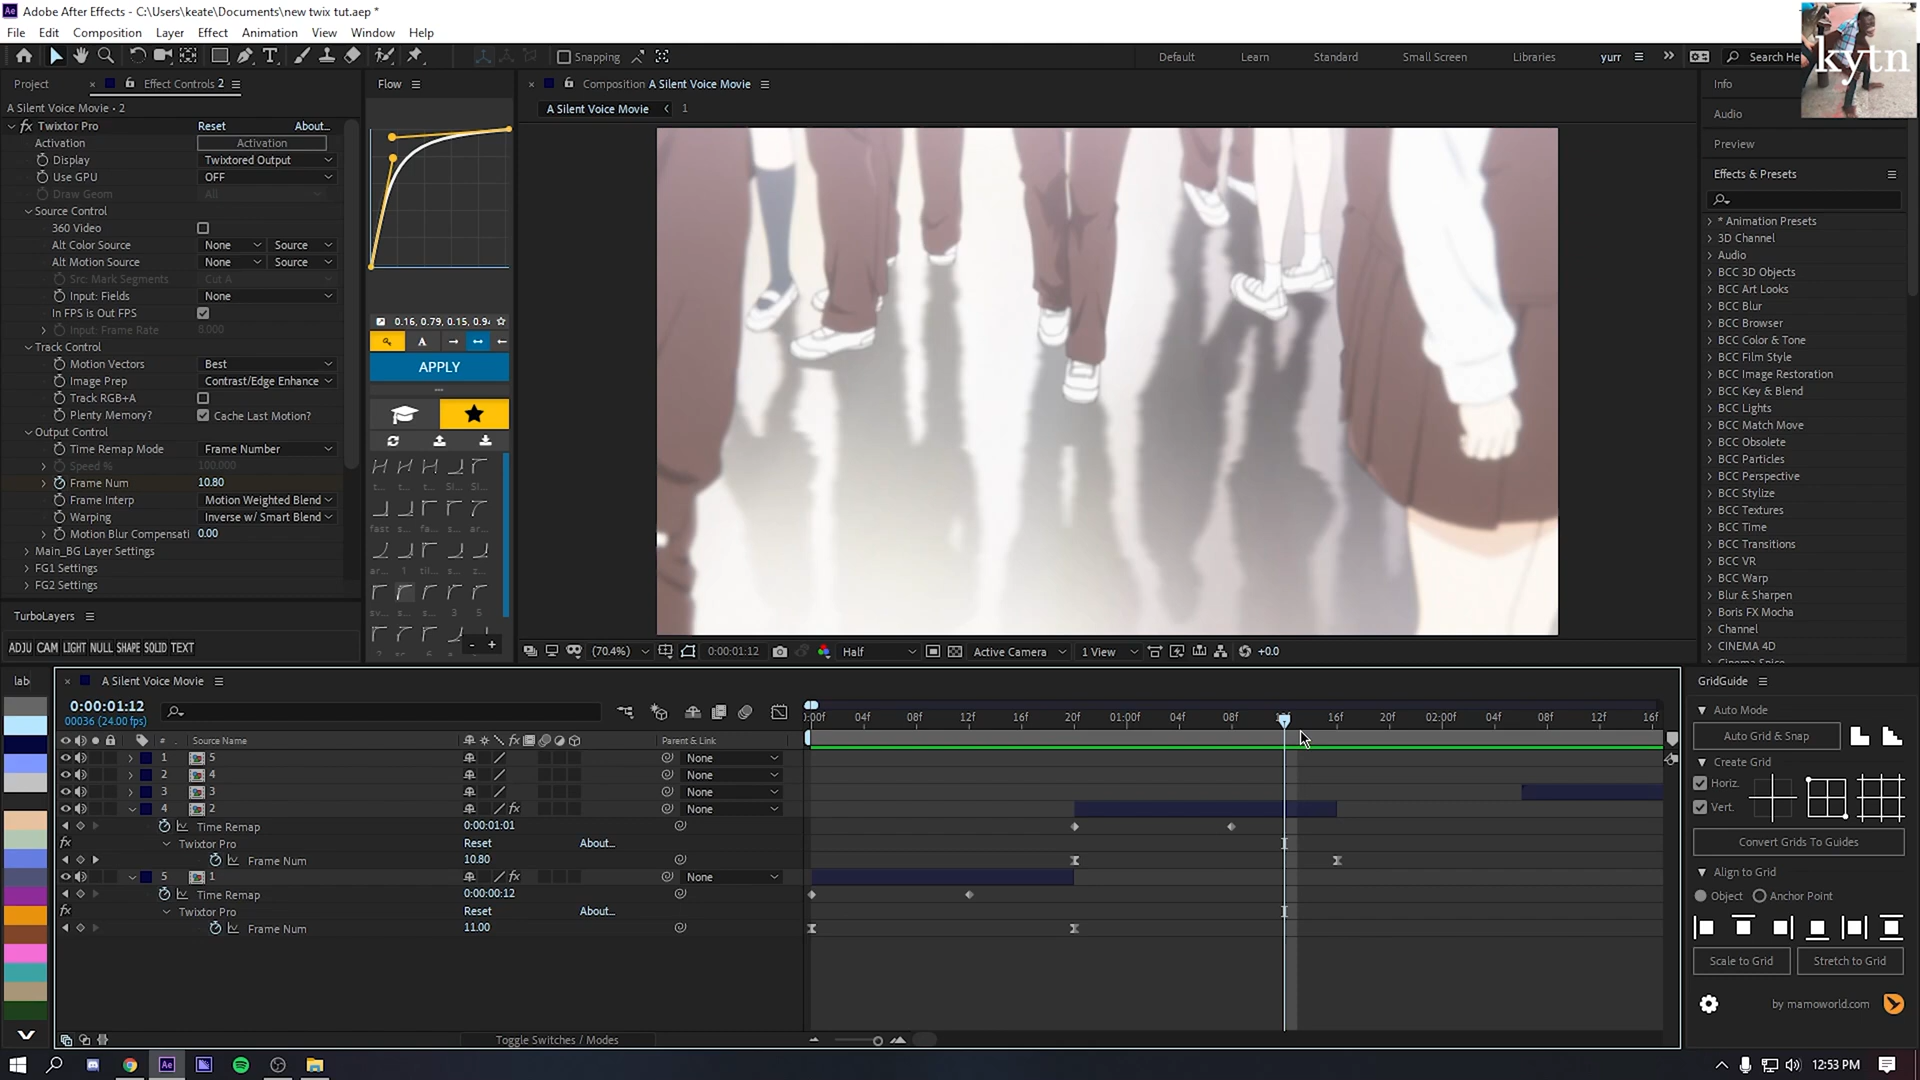 Adobe After Effects - C:\Users\keate\Documents\new twix tut.aep *
File Edit Composition Layer Effect Animation View Window Help
Snapping Default Learn Standard Small Screen Libraries yurr Search He
kytn
Project Effect Controls 2
A Silent Voice Movie • 2
fx Twixtor Pro Reset About...
Activation Activation
Display Twixtored Output
Use GPU OFF
Draw Geom All
Source Control
360 Video
Alt Color Source None Source
Alt Motion Source None Source
Src: Mark Segments Cut A
Input: Fields None
In FPS is Out FPS
Input: Frame Rate 8.000
Track Control
Motion Vectors Best
Image Prep Contrast/Edge Enhance
Track RGB+A
Plenty Memory? Cache Last Motion?
Output Control
Time Remap Mode Frame Number
Speed % 100.000
Frame Num 10.80
Frame Interp Motion Weighted Blend
Warping Inverse w/ Smart Blend
Motion Blur Compensati 0.00
Main_BG Layer Settings
FG1 Settings
FG2 Settings
TurboLayers
ADJU CAM LIGHT NULL SHAPE SOLID TEXT
Flow
0.16, 0.79, 0.15, 0.9
A
APPLY
fast
Composition A Silent Voice Movie
A Silent Voice Movie 1
(70.4%) 0:00:01:12 Half Active Camera 1 View +0.0
Info
Audio
Preview
Effects & Presets
* Animation Presets
3D Channel
Audio
BCC 3D Objects
BCC Art Looks
BCC Blur
BCC Browser
BCC Color & Tone
BCC Film Style
BCC Image Restoration
BCC Key & Blend
BCC Lights
BCC Match Move
BCC Obsolete
BCC Particles
BCC Perspective
BCC Stylize
BCC Textures
BCC Time
BCC Transitions
BCC VR
BCC Warp
Blur & Sharpen
Boris FX Mocha
Channel
CINEMA 4D
lab A Silent Voice Movie
0:00:01:12
00036 (24.00 fps)
04f 08f 12f 16f 20f 01:00f 04f 08f 16f 20f 02:00f 04f 08f 12f 16f
# Source Name fx Parent & Link
1 5 None
2 4 None
3 3 None
4 2 fx None
Time Remap 0:00:01:01
fx Twixtor Pro Reset About...
Frame Num 10.80
5 1 fx None
Time Remap 0:00:00:12
fx Twixtor Pro Reset About...
Frame Num 11.00
Toggle Switches / Modes
GridGuide
Auto Mode
Auto Grid & Snap
Create Grid
Horiz.
Vert.
Convert Grids To Guides
Align to Grid
Object Anchor Point
Scale to Grid Stretch to Grid
by mamoworld.com
Ae 12:53 PM